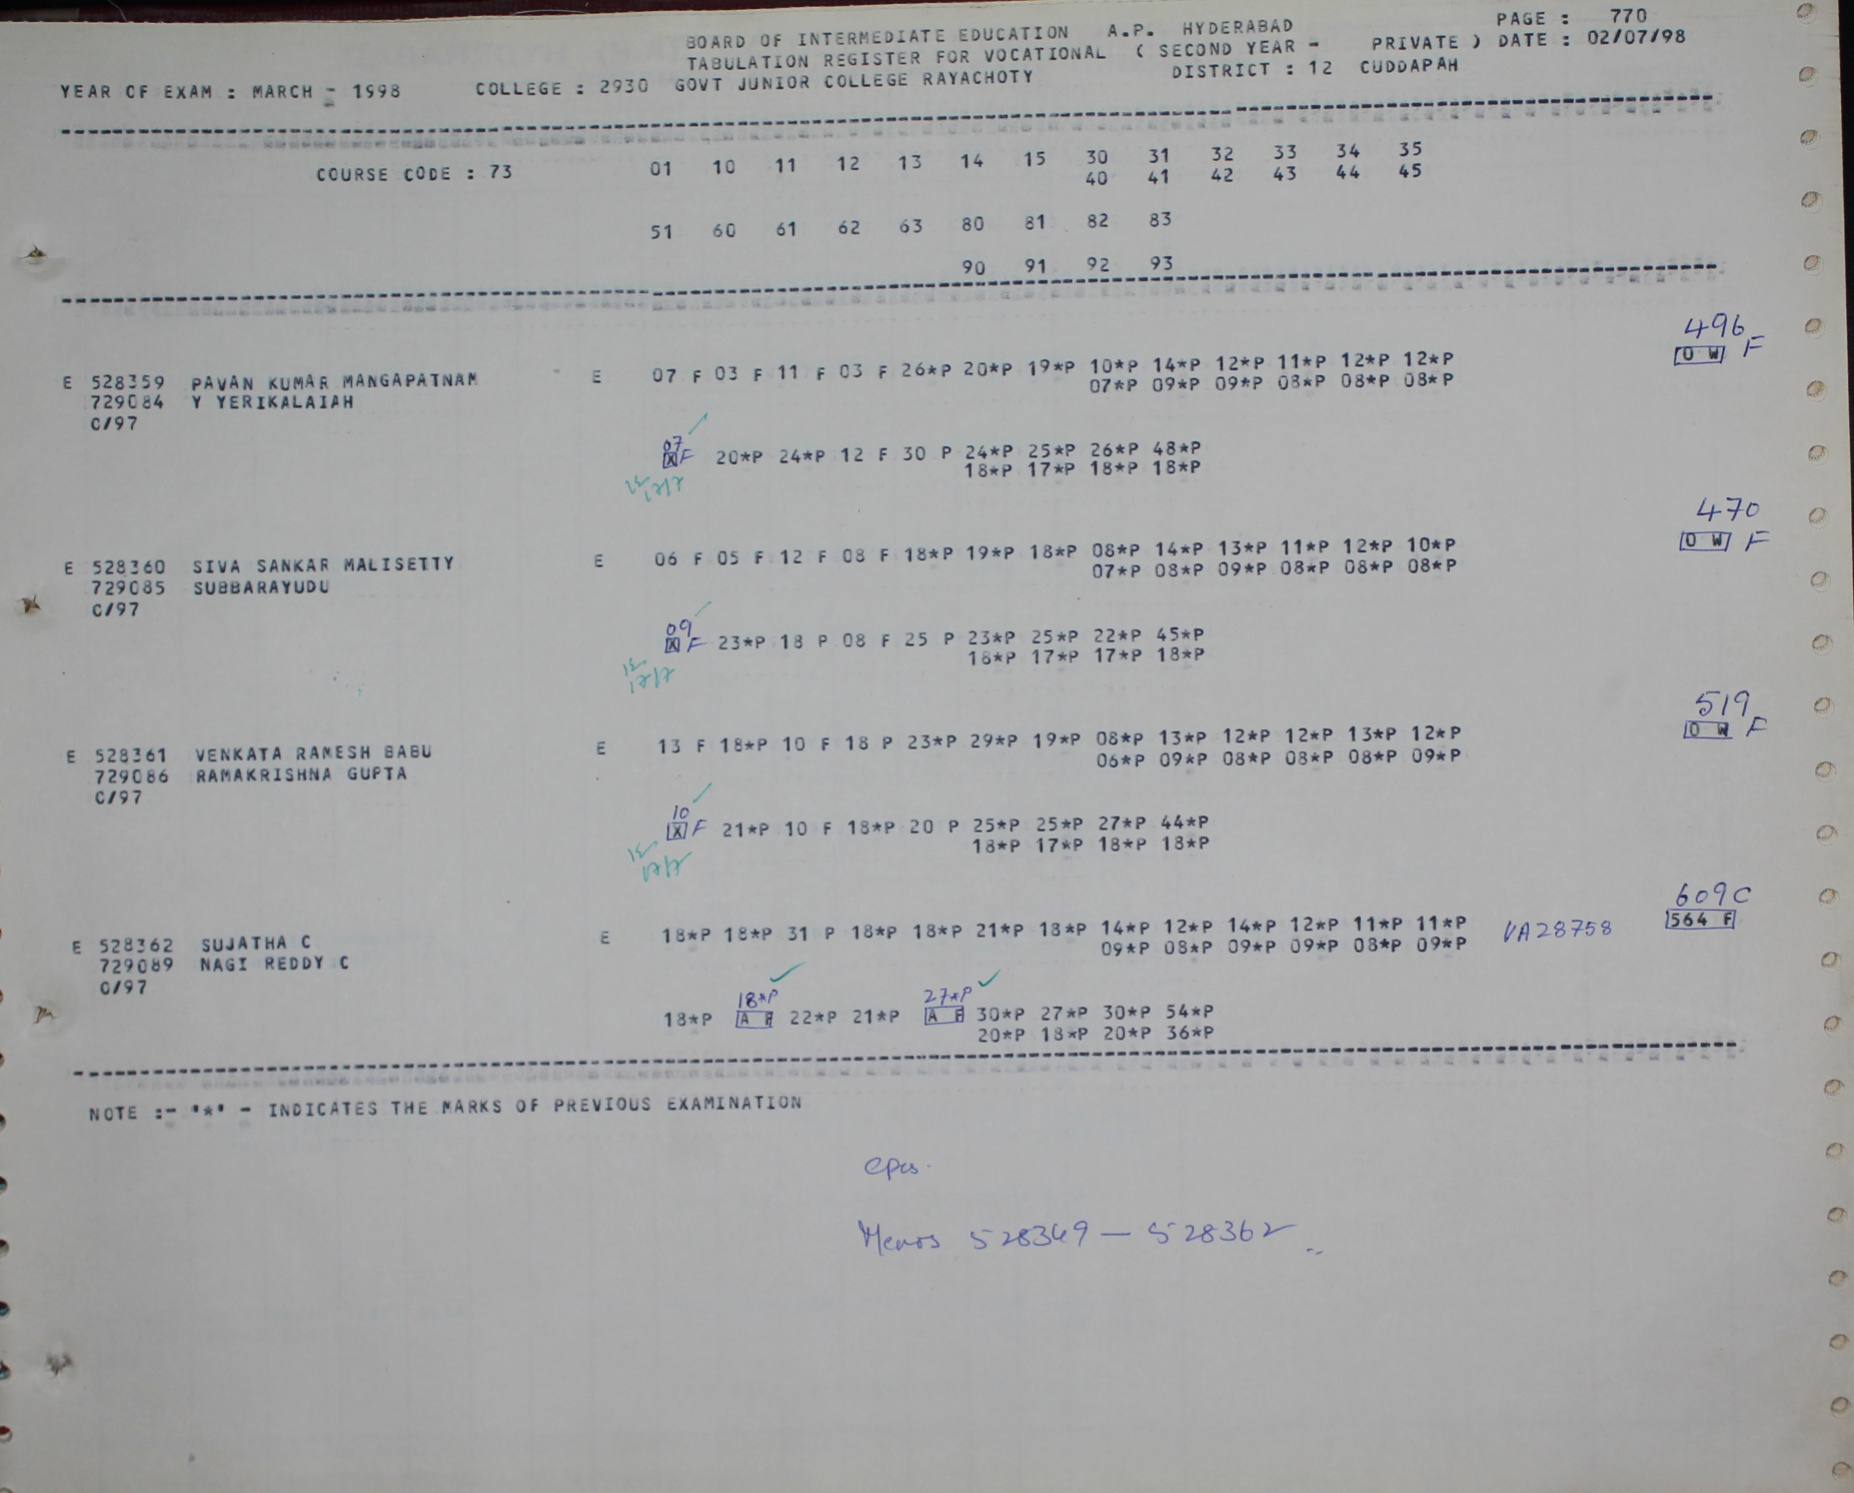 BOARD OF INTERMEDIATE EDUCATION A.P. HYDERABAD PAGE : 770
TABULATION REGISTER FOR VOCATIONAL ( SECOND YEAR - PRIVATE ) DATE : 02/07/98
YEAR OF EXAM : MARCH - 1998 COLLEGE : 2930 GOVT JUNIOR COLLEGE RAYACHOTY DISTRICT : 12 CUDDAPAH
COURSE CODE : 73 01 10 11 12 13 14 15 30 31 32 33 34 35
40 41 42 43 44 45
51 60 61 62 63 80 81 82 83
90 91 92 93
496
E 528359 PAVAN KUMAR MANGAPATNAM E 07 F 03 F 11 F 03 F 26*P 20*P 19*P 10*P 14*P 12*P 11*P 12*P 12*P O W F
729084 Y YERIKALAIAH 07*P 09*P 09*P 08*P 08*P 08*P
C/97
07
X F 20*P 24*P 12 F 30 P 24*P 25*P 26*P 48*P
18*P 17*P 18*P 18*P
470
E 528360 SIVA SANKAR MALISETTY E 06 F 05 F 12 F 08 F 18*P 19*P 18*P 08*P 14*P 13*P 11*P 12*P 10*P O W F
729085 SUBBARAYUDU 07*P 08*P 09*P 08*P 08*P 08*P
C/97
09
X F 23*P 18 P 08 F 25 P 23*P 25*P 22*P 45*P
18*P 17*P 17*P 18*P
519
E 528361 VENKATA RAMESH BABU E 13 F 18*P 10 F 18 P 23*P 29*P 19*P 08*P 13*P 12*P 12*P 13*P 12*P O W F
729086 RAMAKRISHNA GUPTA 06*P 09*P 08*P 08*P 08*P 09*P
C/97
10
X F 21*P 10 F 18*P 20 P 25*P 25*P 27*P 44*P
18*P 17*P 18*P 18*P
609C
E 528362 SUJATHA C E 18*P 18*P 31 P 18*P 18*P 21*P 18*P 14*P 12*P 14*P 12*P 11*P 11*P VA28758 564 F
729089 NAGI REDDY C 09*P 08*P 09*P 09*P 08*P 09*P
C/97
18*P 27*P
18*P A F 22*P 21*P A F 30*P 27*P 30*P 54*P
20*P 18*P 20*P 36*P
NOTE :- '*' - INDICATES THE MARKS OF PREVIOUS EXAMINATION
528349 — 528362